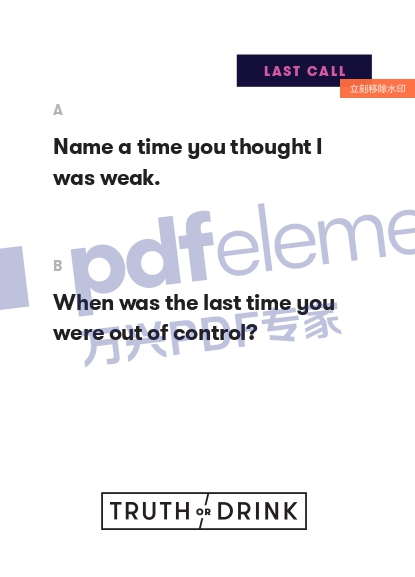 LAST CALL
立刻移除水印
A
Name a time you thought I
was weak.
pdfeleme
B
When was the last time you
were out of control?
万兴PDF专家
TRUTH OR DRINK